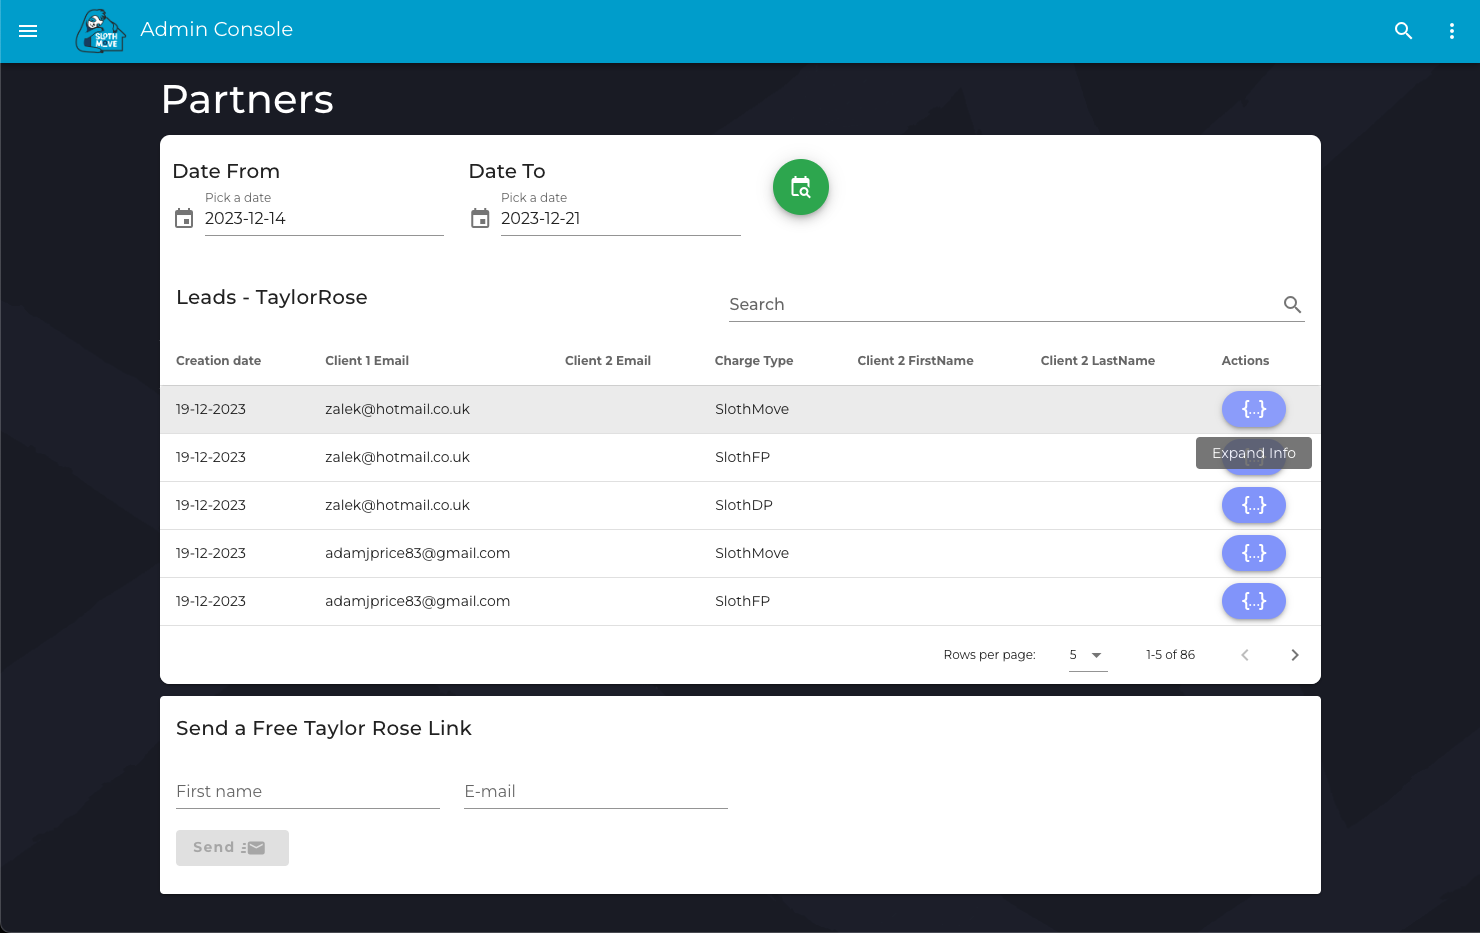 SLOTH
MOVE
Admin Console
Partners
Date From
Pick a date
2023-12-14
Date To
Pick a date
2023-12-21
Leads - TaylorRose
Search
Creation date Client 1 Email Client 2 Email Charge Type Client 2 FirstName Client 2 LastName Actions
19-12-2023 zalek@hotmail.co.uk SlothMove {...}
19-12-2023 zalek@hotmail.co.uk SlothFP
Expand Info
19-12-2023 zalek@hotmail.co.uk SlothDP {...}
19-12-2023 adamjprice83@gmail.com SlothMove {...}
19-12-2023 adamjprice83@gmail.com SlothFP {...}
Rows per page: 5 1-5 of 86
Send a Free Taylor Rose Link
First name E-mail
Send